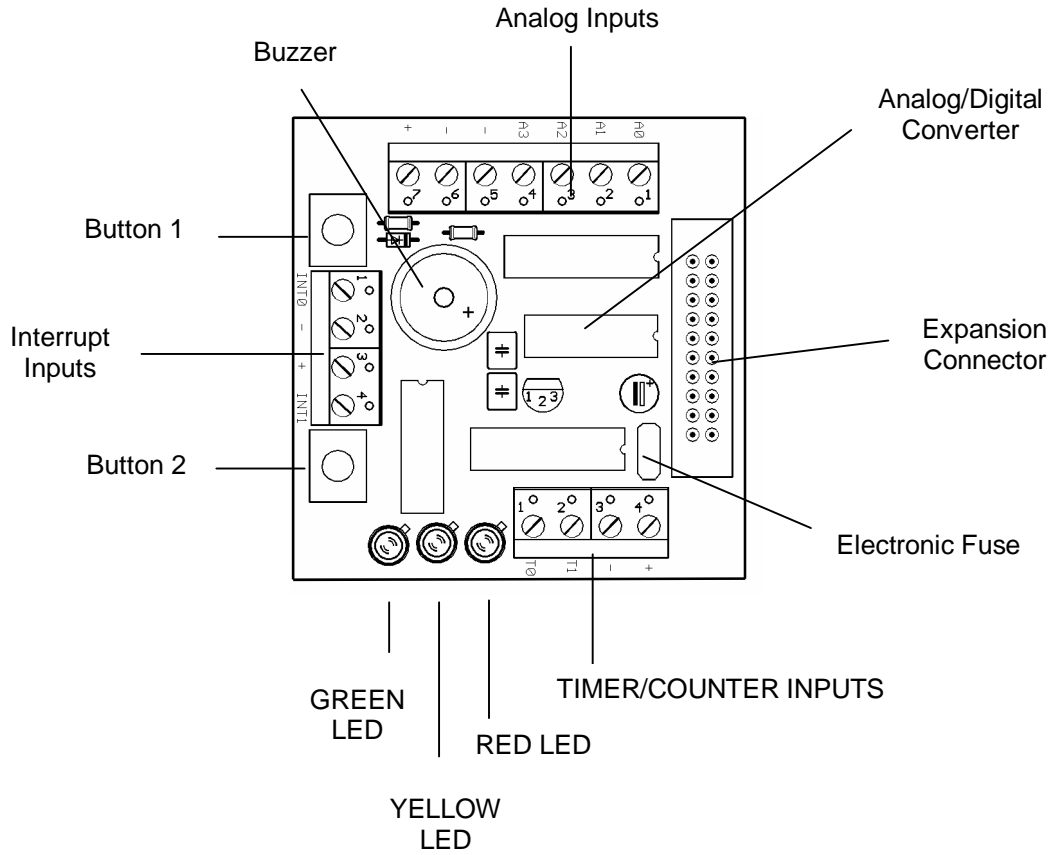 Analog Inputs
Buzzer
Analog/Digital
Converter
+ - - A3 A2 A1 A0
7 6 5 4 3 2 1
Button 1
INT0 - + INT1
1
2
3
4
+
Interrupt
Inputs
Expansion
Connector
1 2 3
+
Button 2
1 2 3 4
T0 T1 - +
Electronic Fuse
GREEN
LED
TIMER/COUNTER INPUTS
RED LED
YELLOW
LED